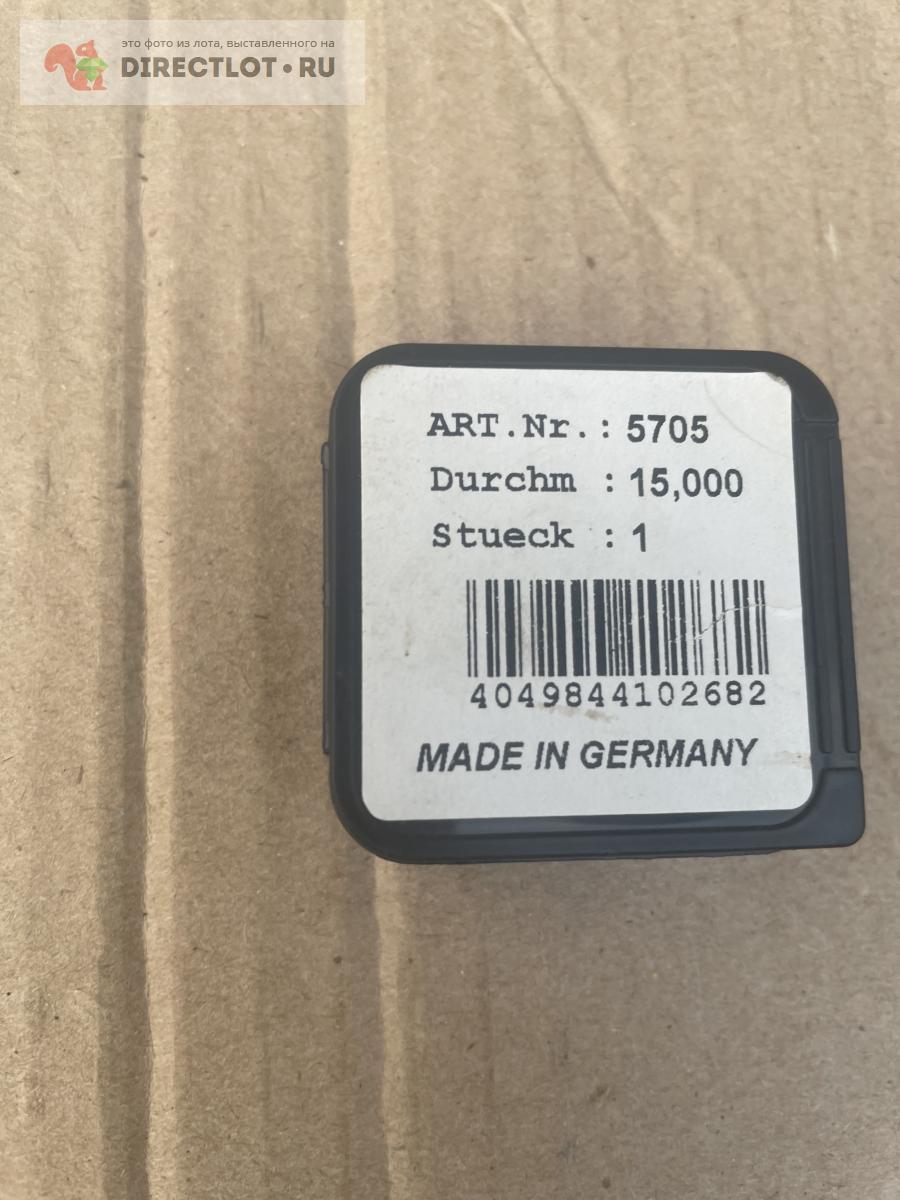 это фото из лота, выставленного на
DIRECTLOT•RU
ART.Nr.: 5705
Durchm : 15,000
Stueck : 1
4049844102682
MADE IN GERMANY